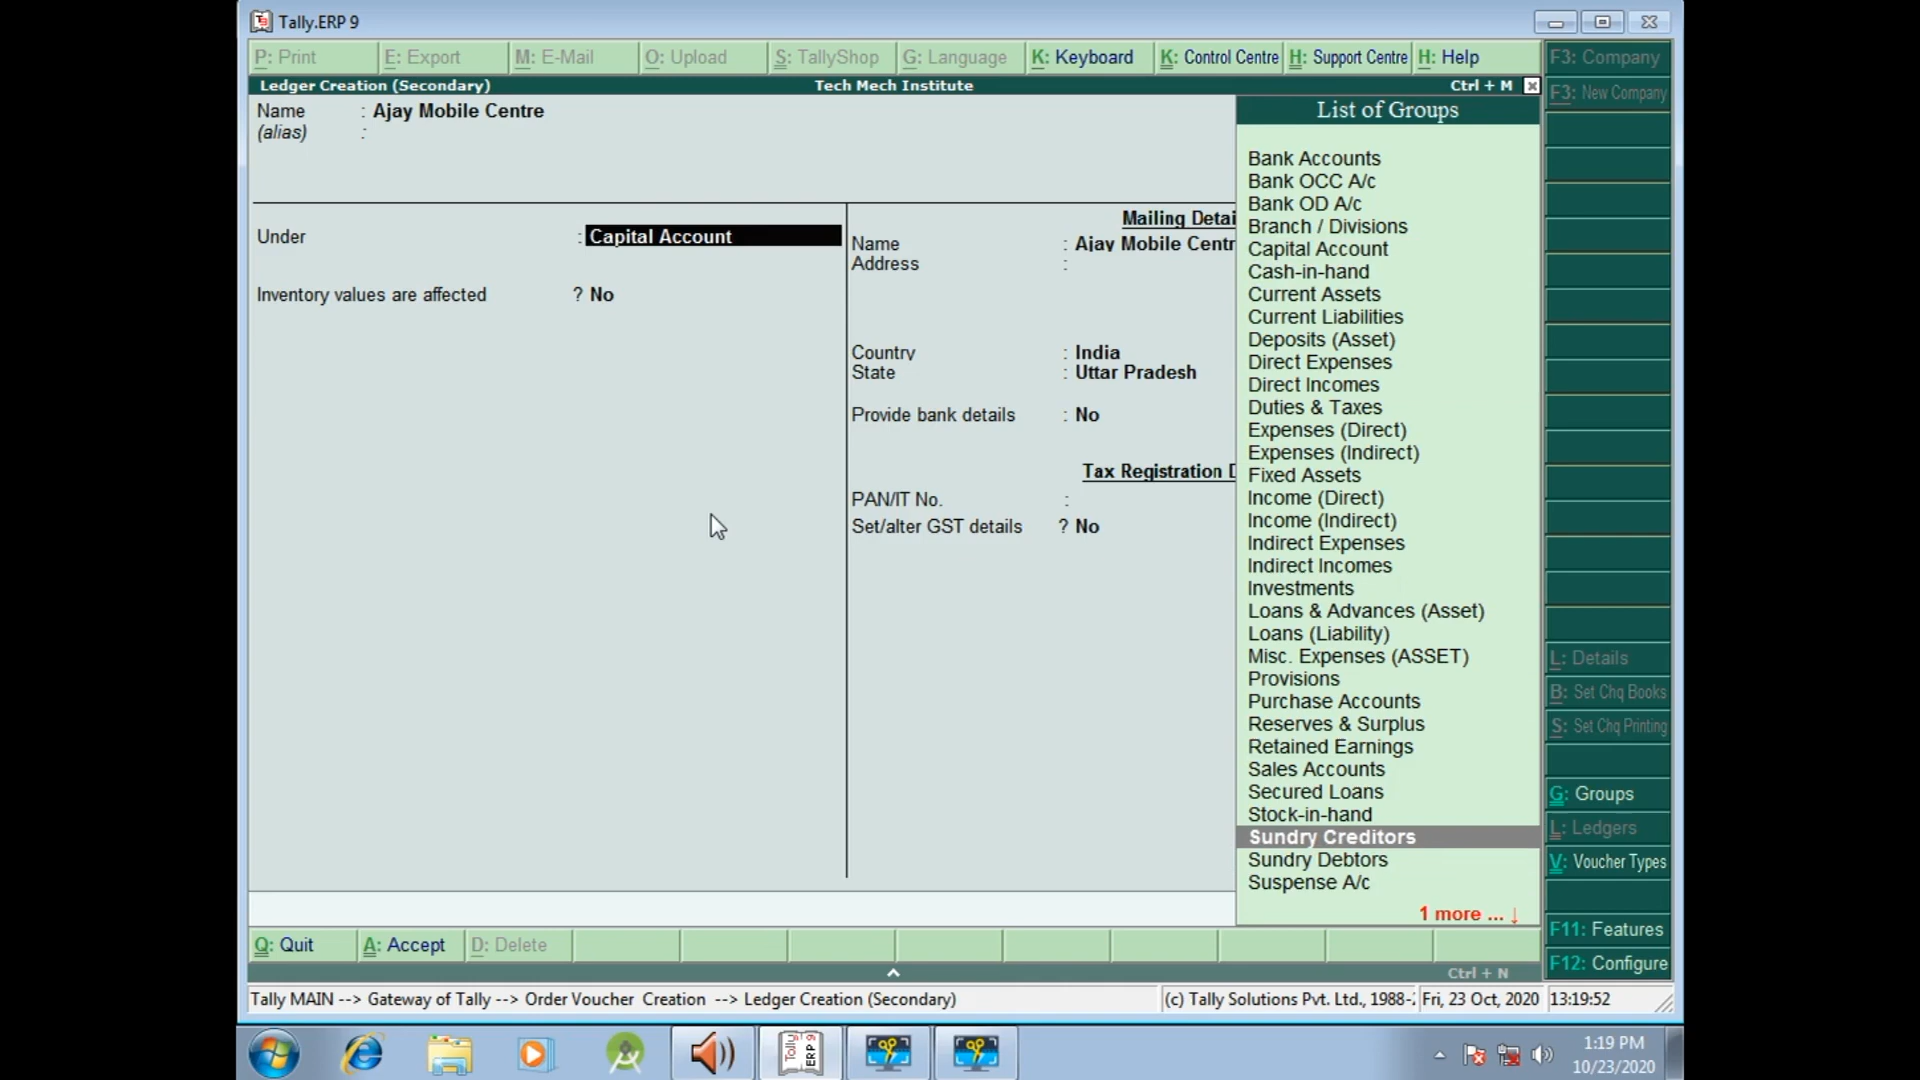 Tally.ERP 9
P: Print E: Export M: E-Mail O: Upload S: TallyShop G: Language K: Keyboard K: Control Centre H: Support Centre H: Help
Ledger Creation (Secondary) Tech Mech Institute Ctrl + M
Name : Ajay Mobile Centre
(alias) :
Under : Capital Account
Inventory values are affected ? No
Mailing Detai
Name : Ajay Mobile Centr
Address :
Country : India
State : Uttar Pradesh
Provide bank details : No
Tax Registration D
PAN/IT No. :
Set/alter GST details ? No
List of Groups
Bank Accounts
Bank OCC A/c
Bank OD A/c
Branch / Divisions
Capital Account
Cash-in-hand
Current Assets
Current Liabilities
Deposits (Asset)
Direct Expenses
Direct Incomes
Duties & Taxes
Expenses (Direct)
Expenses (Indirect)
Fixed Assets
Income (Direct)
Income (Indirect)
Indirect Expenses
Indirect Incomes
Investments
Loans & Advances (Asset)
Loans (Liability)
Misc. Expenses (ASSET)
Provisions
Purchase Accounts
Reserves & Surplus
Retained Earnings
Sales Accounts
Secured Loans
Stock-in-hand
Sundry Creditors
Sundry Debtors
Suspense A/c
1 more ... ↓
F3: Company
F3: New Company
L: Details
B: Set Chq Books
S: Set Chq Printing
G: Groups
L: Ledgers
V: Voucher Types
F11: Features
F12: Configure
Q: Quit A: Accept D: Delete
Ctrl + N
Tally MAIN --> Gateway of Tally --> Order Voucher Creation --> Ledger Creation (Secondary) (c) Tally Solutions Pvt. Ltd., 1988-2 Fri, 23 Oct, 2020 13:19:52
Tally ERP 9
1:19 PM
10/23/2020